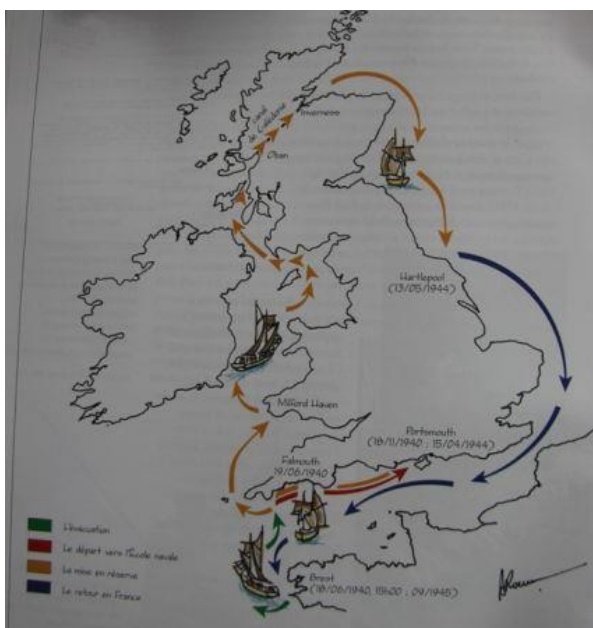 Canal
de Calédonie
Inverness
Oban
Hartlepool
(13/05/1944)
Milford Haven
Portsmouth
(18/11/1940 ; 15/04/1944)
Falmouth
19/06/1940
L'évacuation
Le départ vers l'École navale
La mise en réserve
Le retour en France
Brest
(18/06/1940, 15h00 ; 09/1945)